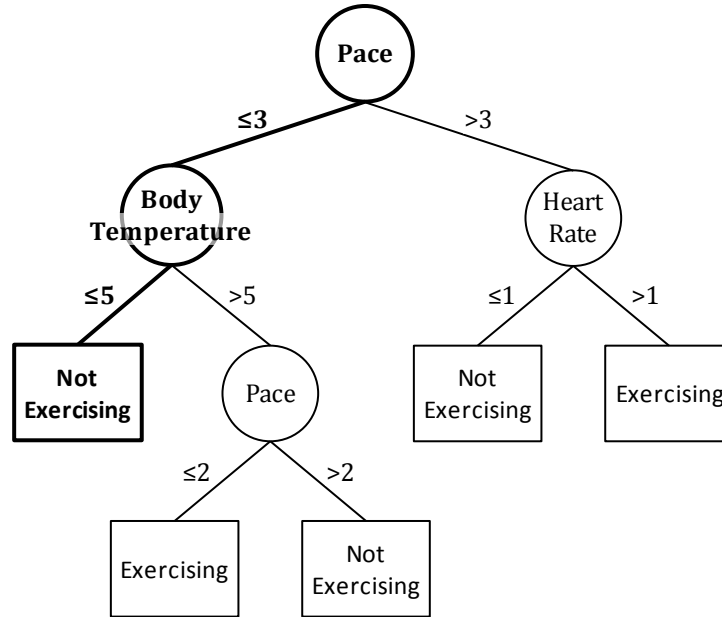 Pace
≤3
>3
Body
Temperature
Heart
Rate
≤5
>5
≤1
>1
Not
Exercising
Pace
Not
Exercising
Exercising
≤2
>2
Exercising
Not
Exercising